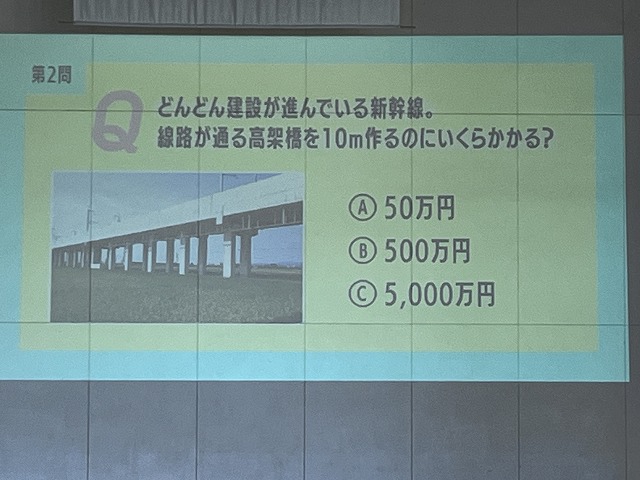 第2問
Q どんどん建設が進んでいる新幹線。
線路が通る高架橋を10m作るのにいくらかかる?
Ⓐ 50万円
Ⓑ 500万円
Ⓒ 5,000万円